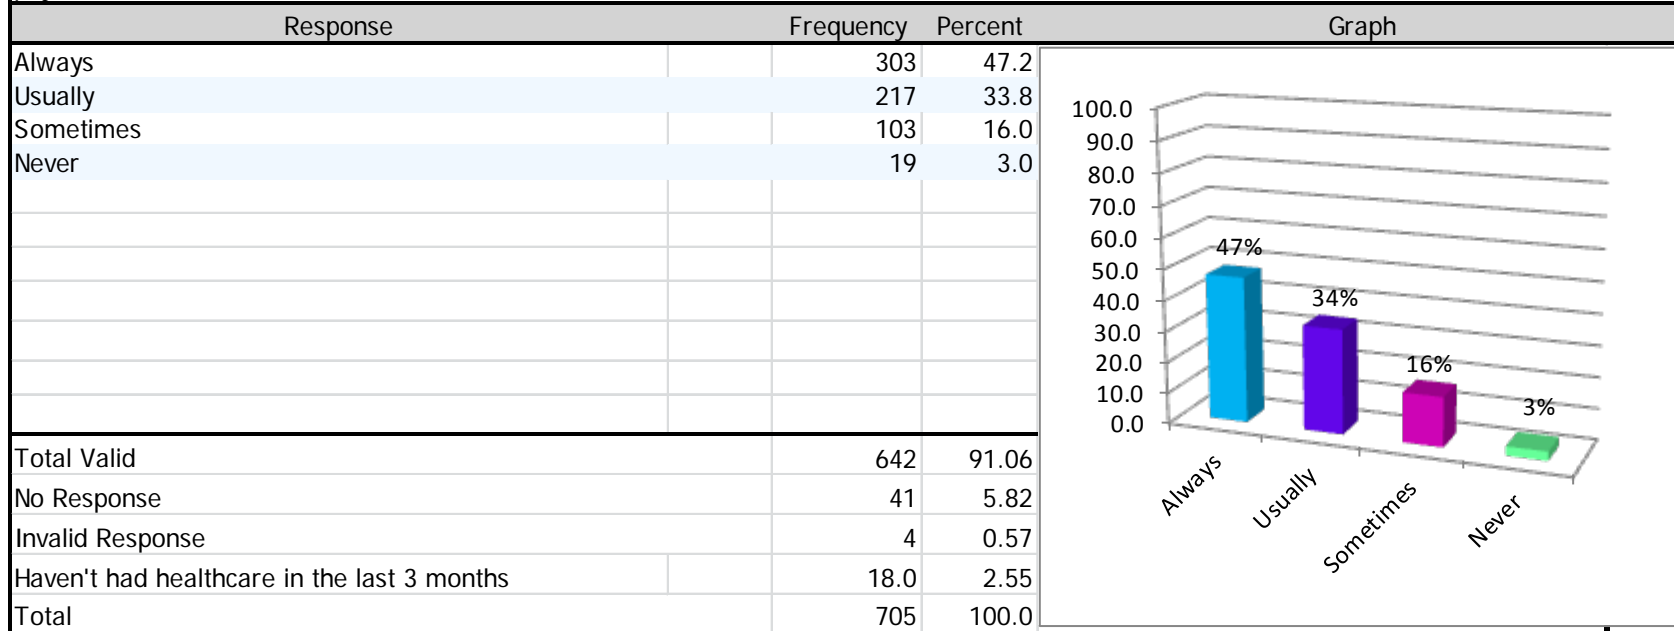 Response Frequency Percent Graph
Always 303 47.2
Usually 217 33.8
Sometimes 103 16.0
Never 19 3.0
Total Valid 642 91.06
No Response 41 5.82
Invalid Response 4 0.57
Haven't had healthcare in the last 3 months 18.0 2.55
Total 705 100.0
100.0
90.0
80.0
70.0
60.0
50.0
40.0
30.0
20.0
10.0
0.0
47%
34%
16%
3%
Always
Usually
Sometimes
Never